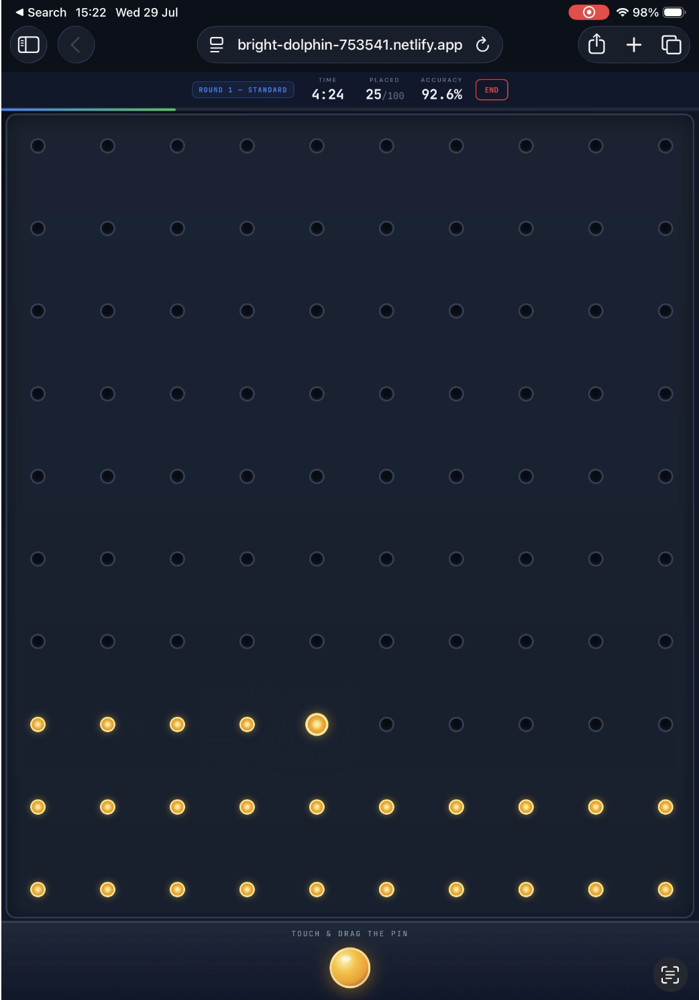 Search 15:22 Wed 29 Jul 98%
bright-dolphin-753541.netlify.app
ROUND 1 — STANDARD
TIME
4:24
PLACED
25/100
ACCURACY
92.6%
END
TOUCH & DRAG THE PIN